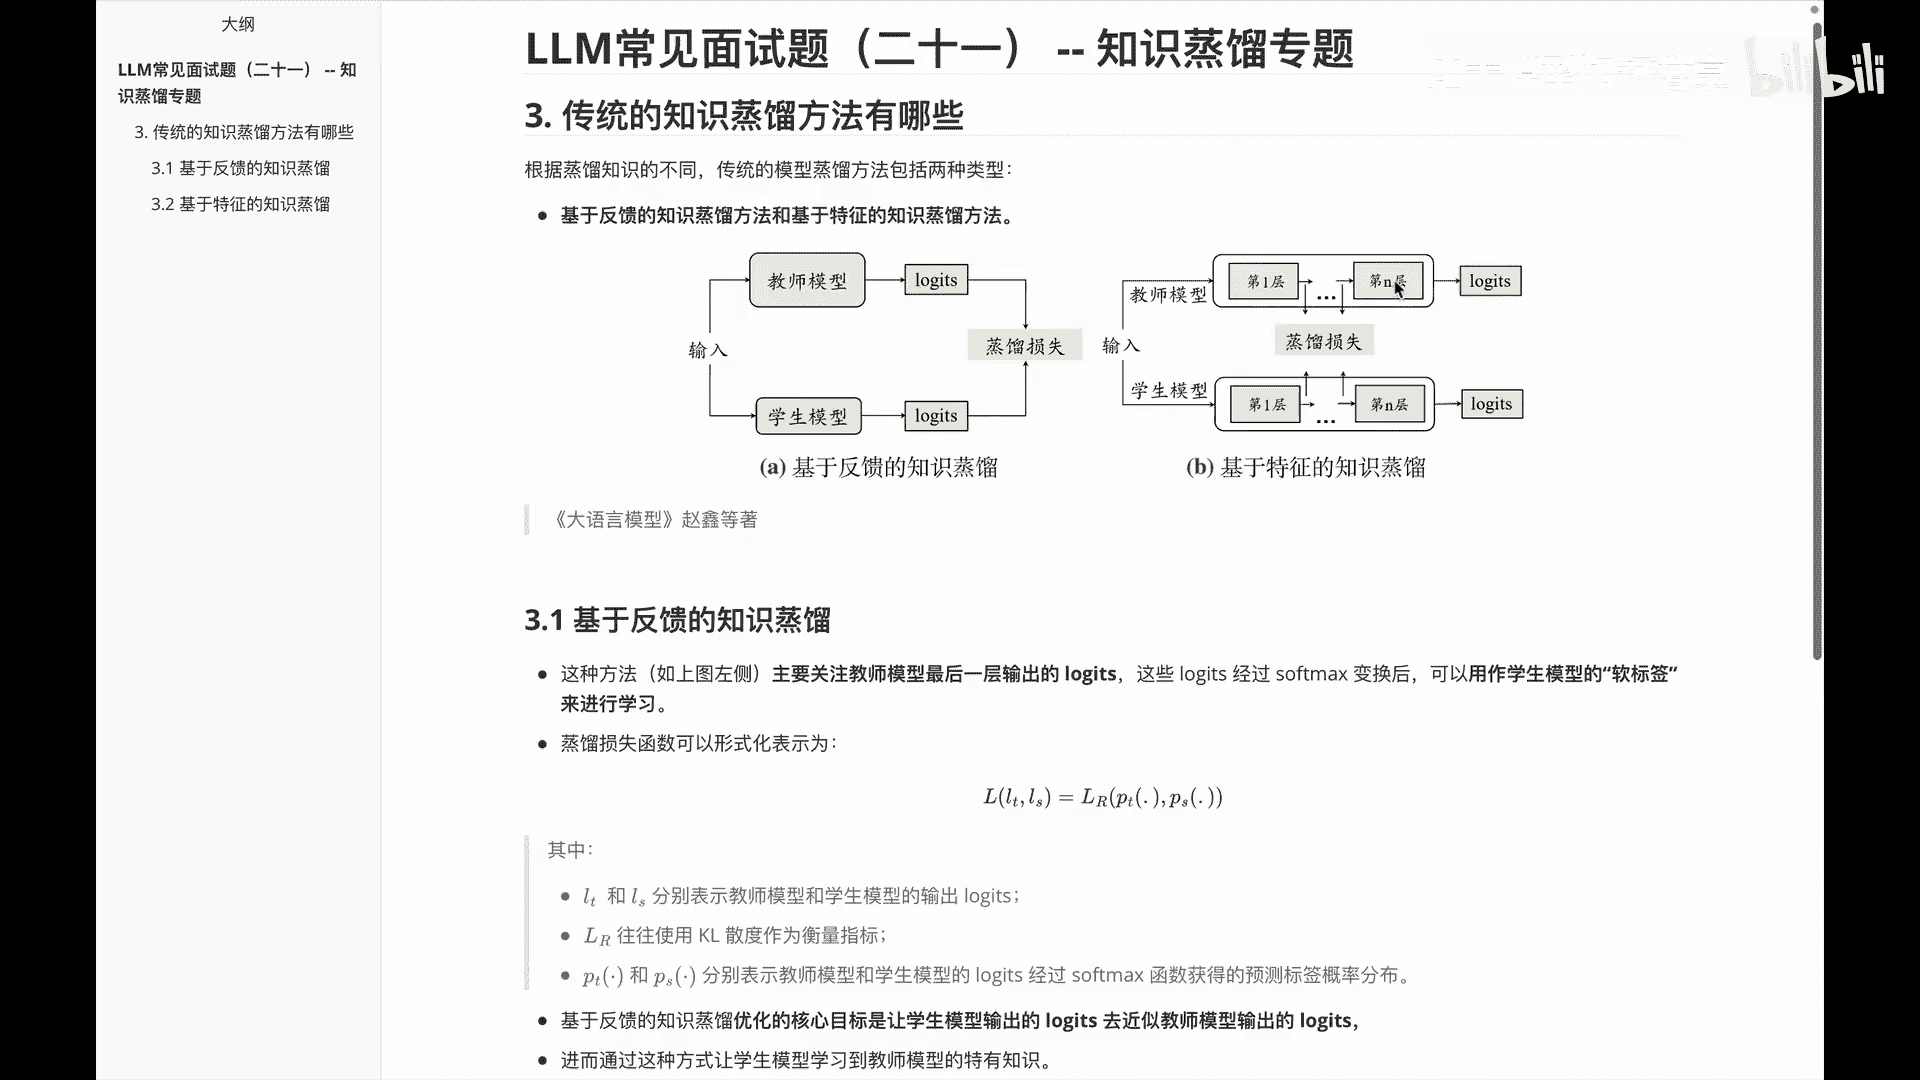 大纲
LLM常见面试题（二十一） -- 知
识蒸馏专题
3. 传统的知识蒸馏方法有哪些
3.1 基于反馈的知识蒸馏
3.2 基于特征的知识蒸馏
LLM常见面试题（二十一） -- 知识蒸馏专题
bilibili
3. 传统的知识蒸馏方法有哪些
根据蒸馏知识的不同，传统的模型蒸馏方法包括两种类型：
基于反馈的知识蒸馏方法和基于特征的知识蒸馏方法。
教师模型
logits
输入
蒸馏损失
学生模型
logits
(a) 基于反馈的知识蒸馏
教师模型
第1层
...
第n层
logits
输入
蒸馏损失
学生模型
第1层
...
第n层
logits
(b) 基于特征的知识蒸馏
《大语言模型》赵鑫等著
3.1 基于反馈的知识蒸馏
这种方法（如上图左侧）主要关注教师模型最后一层输出的 logits，这些 logits 经过 softmax 变换后，可以用作学生模型的“软标签”
来进行学习。
蒸馏损失函数可以形式化表示为：
L(l_t, l_s) = L_R(p_t(.), p_s(.))
其中：
l_t 和 l_s 分别表示教师模型和学生模型的输出 logits；
L_R 往往使用 KL 散度作为衡量指标；
p_t(·) 和 p_s(·) 分别表示教师模型和学生模型的 logits 经过 softmax 函数获得的预测标签概率分布。
基于反馈的知识蒸馏优化的核心目标是让学生模型输出的 logits 去近似教师模型输出的 logits，
进而通过这种方式让学生模型学习到教师模型的特有知识。